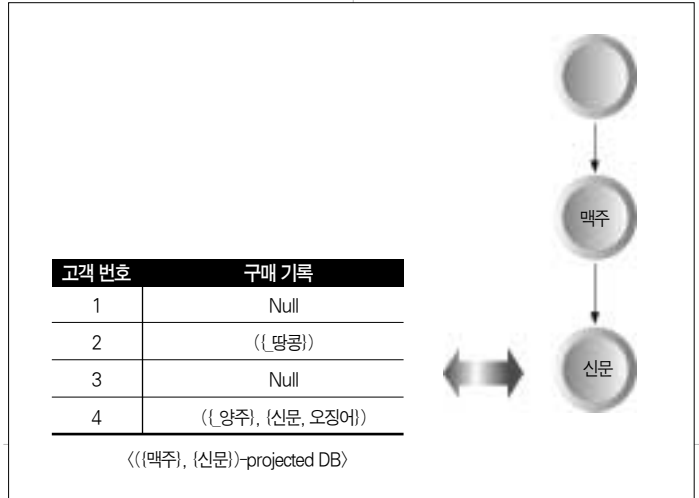 맥주
고객 번호 구매 기록
1 Null
2 ({_땅콩})
3 Null
4 ({_양주}, {신문, 오징어})
신문
〈({맥주}, {신문})-projected DB〉